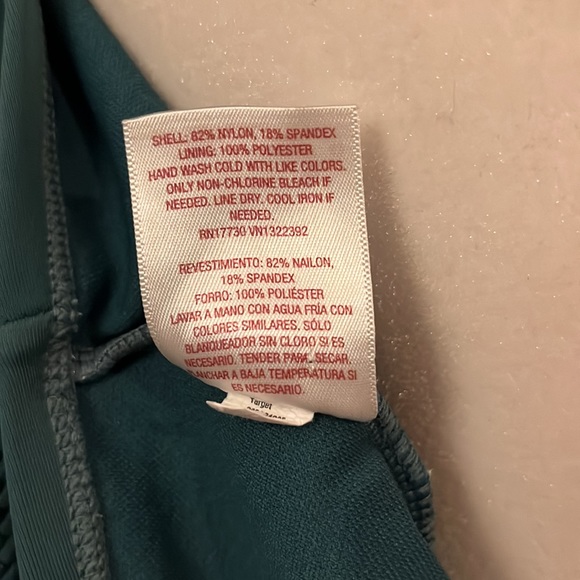 SHELL: 82% NYLON, 18% SPANDEX
LINING: 100% POLYESTER
HAND WASH COLD WITH LIKE COLORS.
ONLY NON-CHLORINE BLEACH IF
NEEDED. LINE DRY. COOL IRON IF
NEEDED.
RN17730 VN1322392
REVESTIMIENTO: 82% NAILON,
18% SPANDEX
FORRO: 100% POLIÉSTER
LAVAR A MANO CON AGUA FRÍA CON
COLORES SIMILARES. SÓLO
BLANQUEADOR SIN CLORO SI ES
NECESARIO. TENDER PARA SECAR.
PLANCHAR A BAJA TEMPERATURA SI
ES NECESARIO.
Target